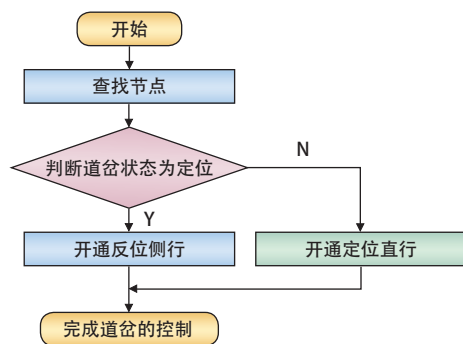 开始
查找节点
判断道岔状态为定位
N
Y
开通反位侧行
开通定位直行
完成道岔的控制